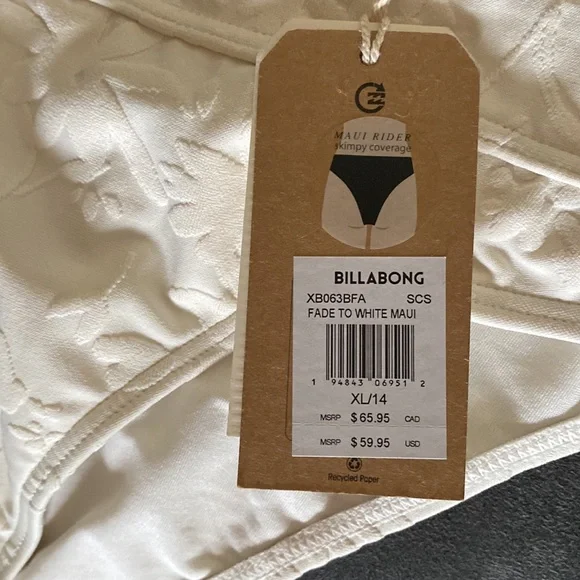 MAUI RIDER
skimpy coverage
BILLABONG
XB063BFA SCS
FADE TO WHITE MAUI
1 94843 06951 2
XL/14
MSRP $ 65.95 CAD
MSRP $ 59.95 USD
Recycled Paper